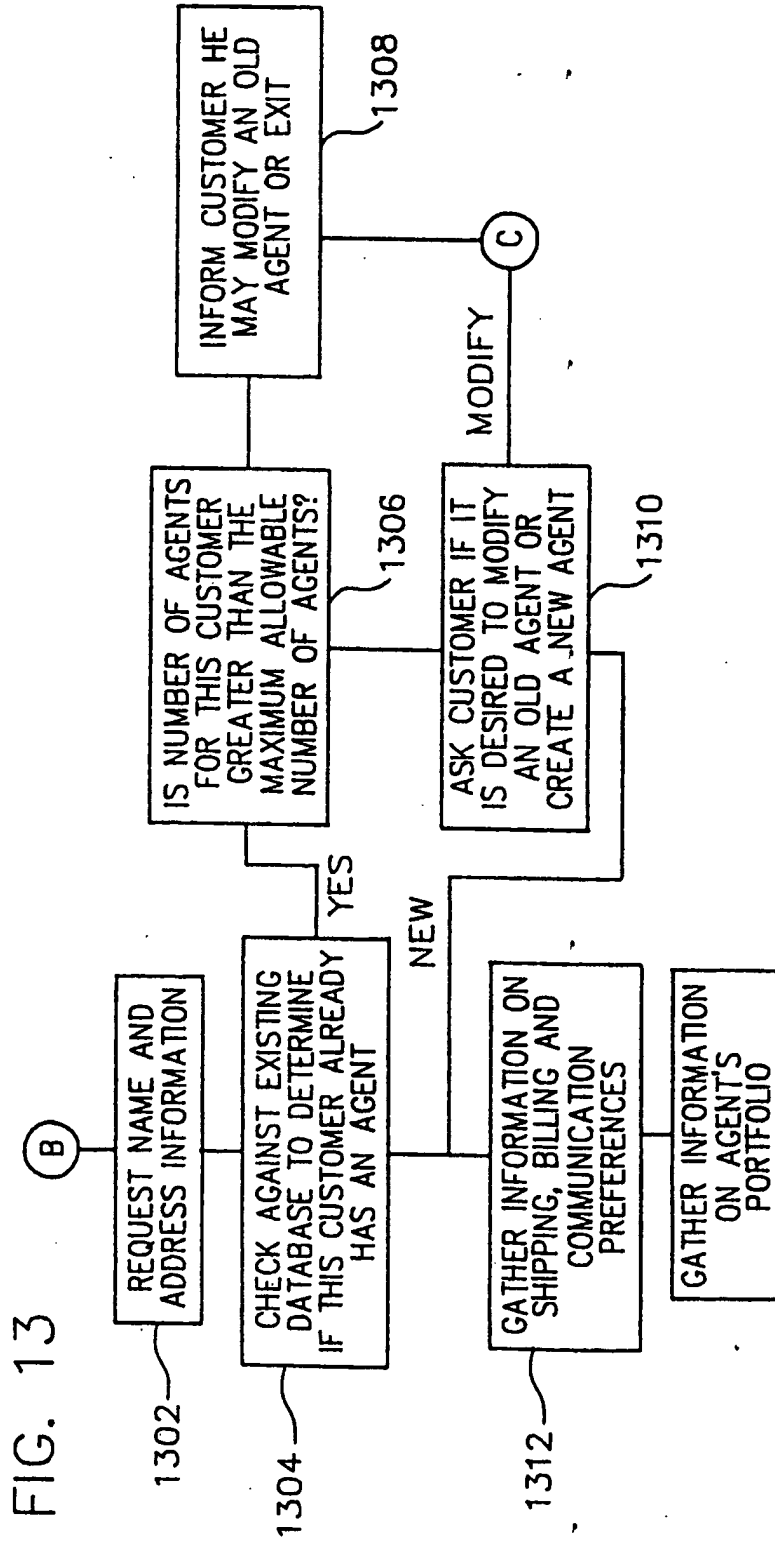 FIG. 13
B
REQUEST NAME AND
ADDRESS INFORMATION
1302
CHECK AGAINST EXISTING
DATABASE TO DETERMINE
IF THIS CUSTOMER ALREADY
HAS AN AGENT
1304
YES
IS NUMBER OF AGENTS
FOR THIS CUSTOMER
GREATER THAN THE
MAXIMUM ALLOWABLE
NUMBER OF AGENTS?
1306
INFORM CUSTOMER HE
MAY MODIFY AN OLD
AGENT OR EXIT
1308
ASK CUSTOMER IF IT
IS DESIRED TO MODIFY
AN OLD AGENT OR
CREATE A NEW AGENT
1310
MODIFY
C
NEW
GATHER INFORMATION ON
SHIPPING, BILLING AND
COMMUNICATION
PREFERENCES
1312
GATHER INFORMATION
ON AGENT'S
PORTFOLIO